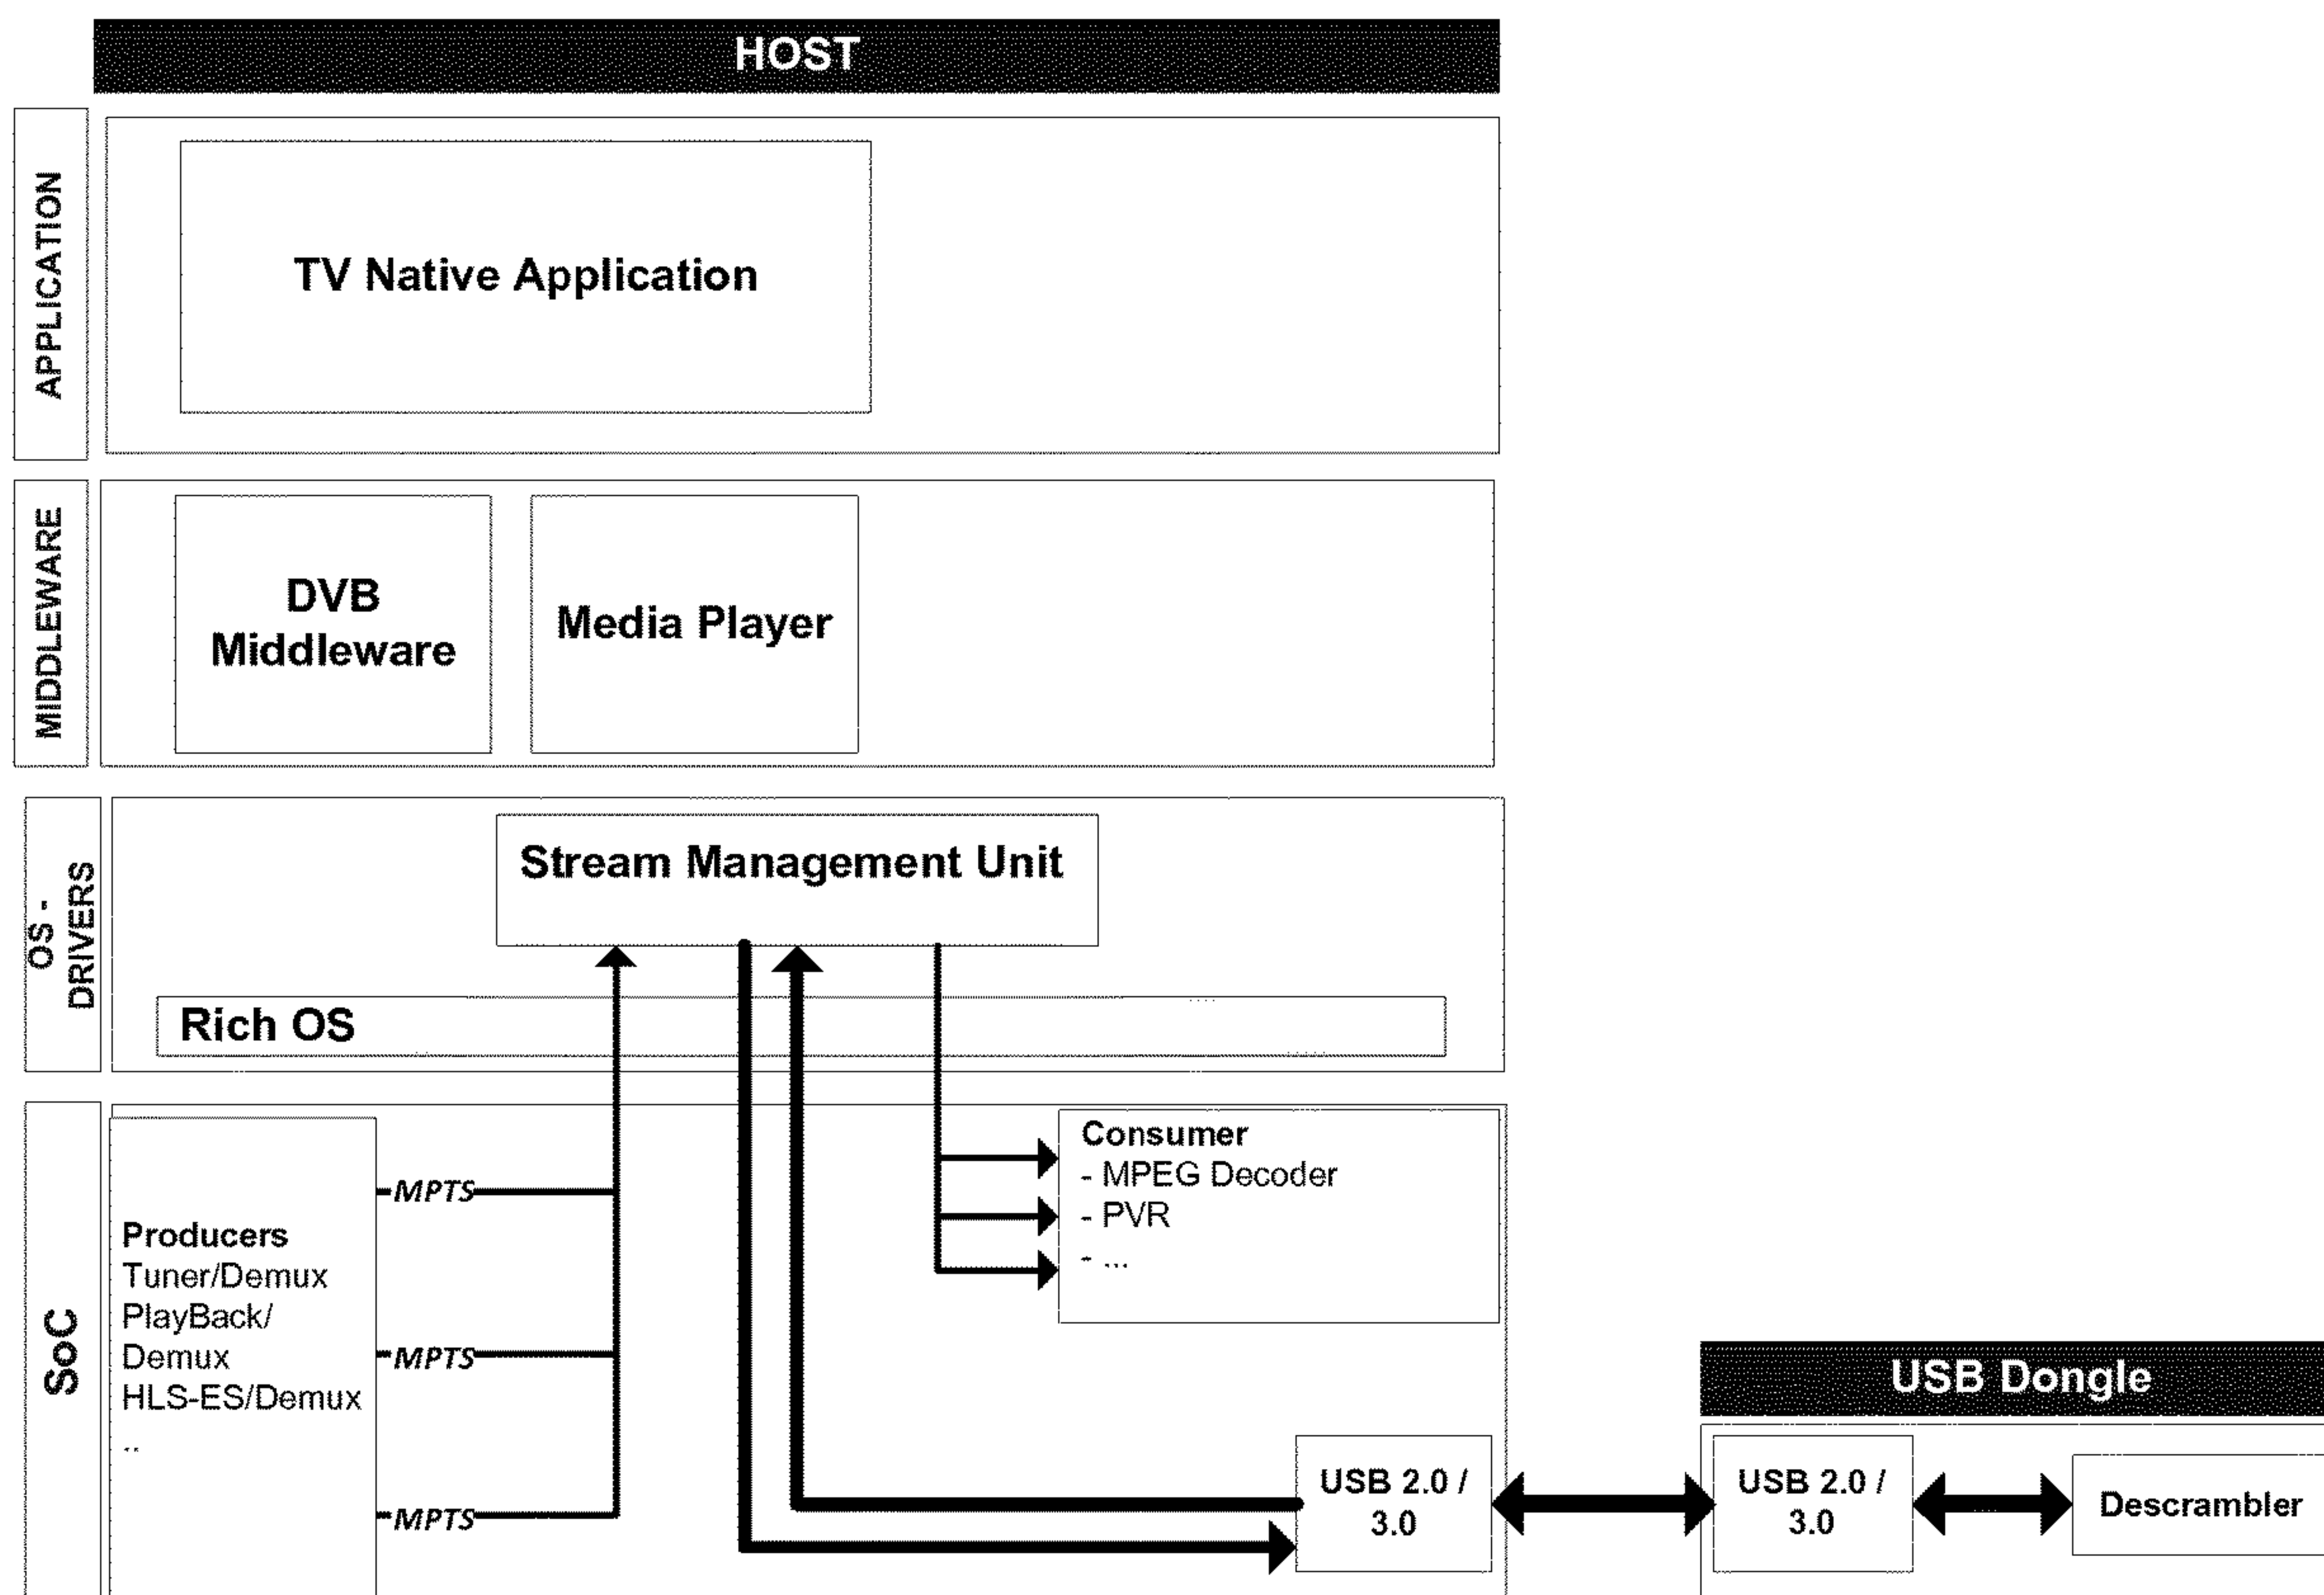 HOST
APPLICATION
TV Native Application
MIDDLEWARE
DVB
Middleware
Media Player
OS -
DRIVERS
Stream Management Unit
Rich OS
SoC
Producers
Tuner/Demux
PlayBack/
Demux
HLS-ES/Demux
..
MPTS
MPTS
MPTS
Consumer
- MPEG Decoder
- PVR
- ...
USB 2.0 /
3.0
USB Dongle
USB 2.0 /
3.0
Descrambler